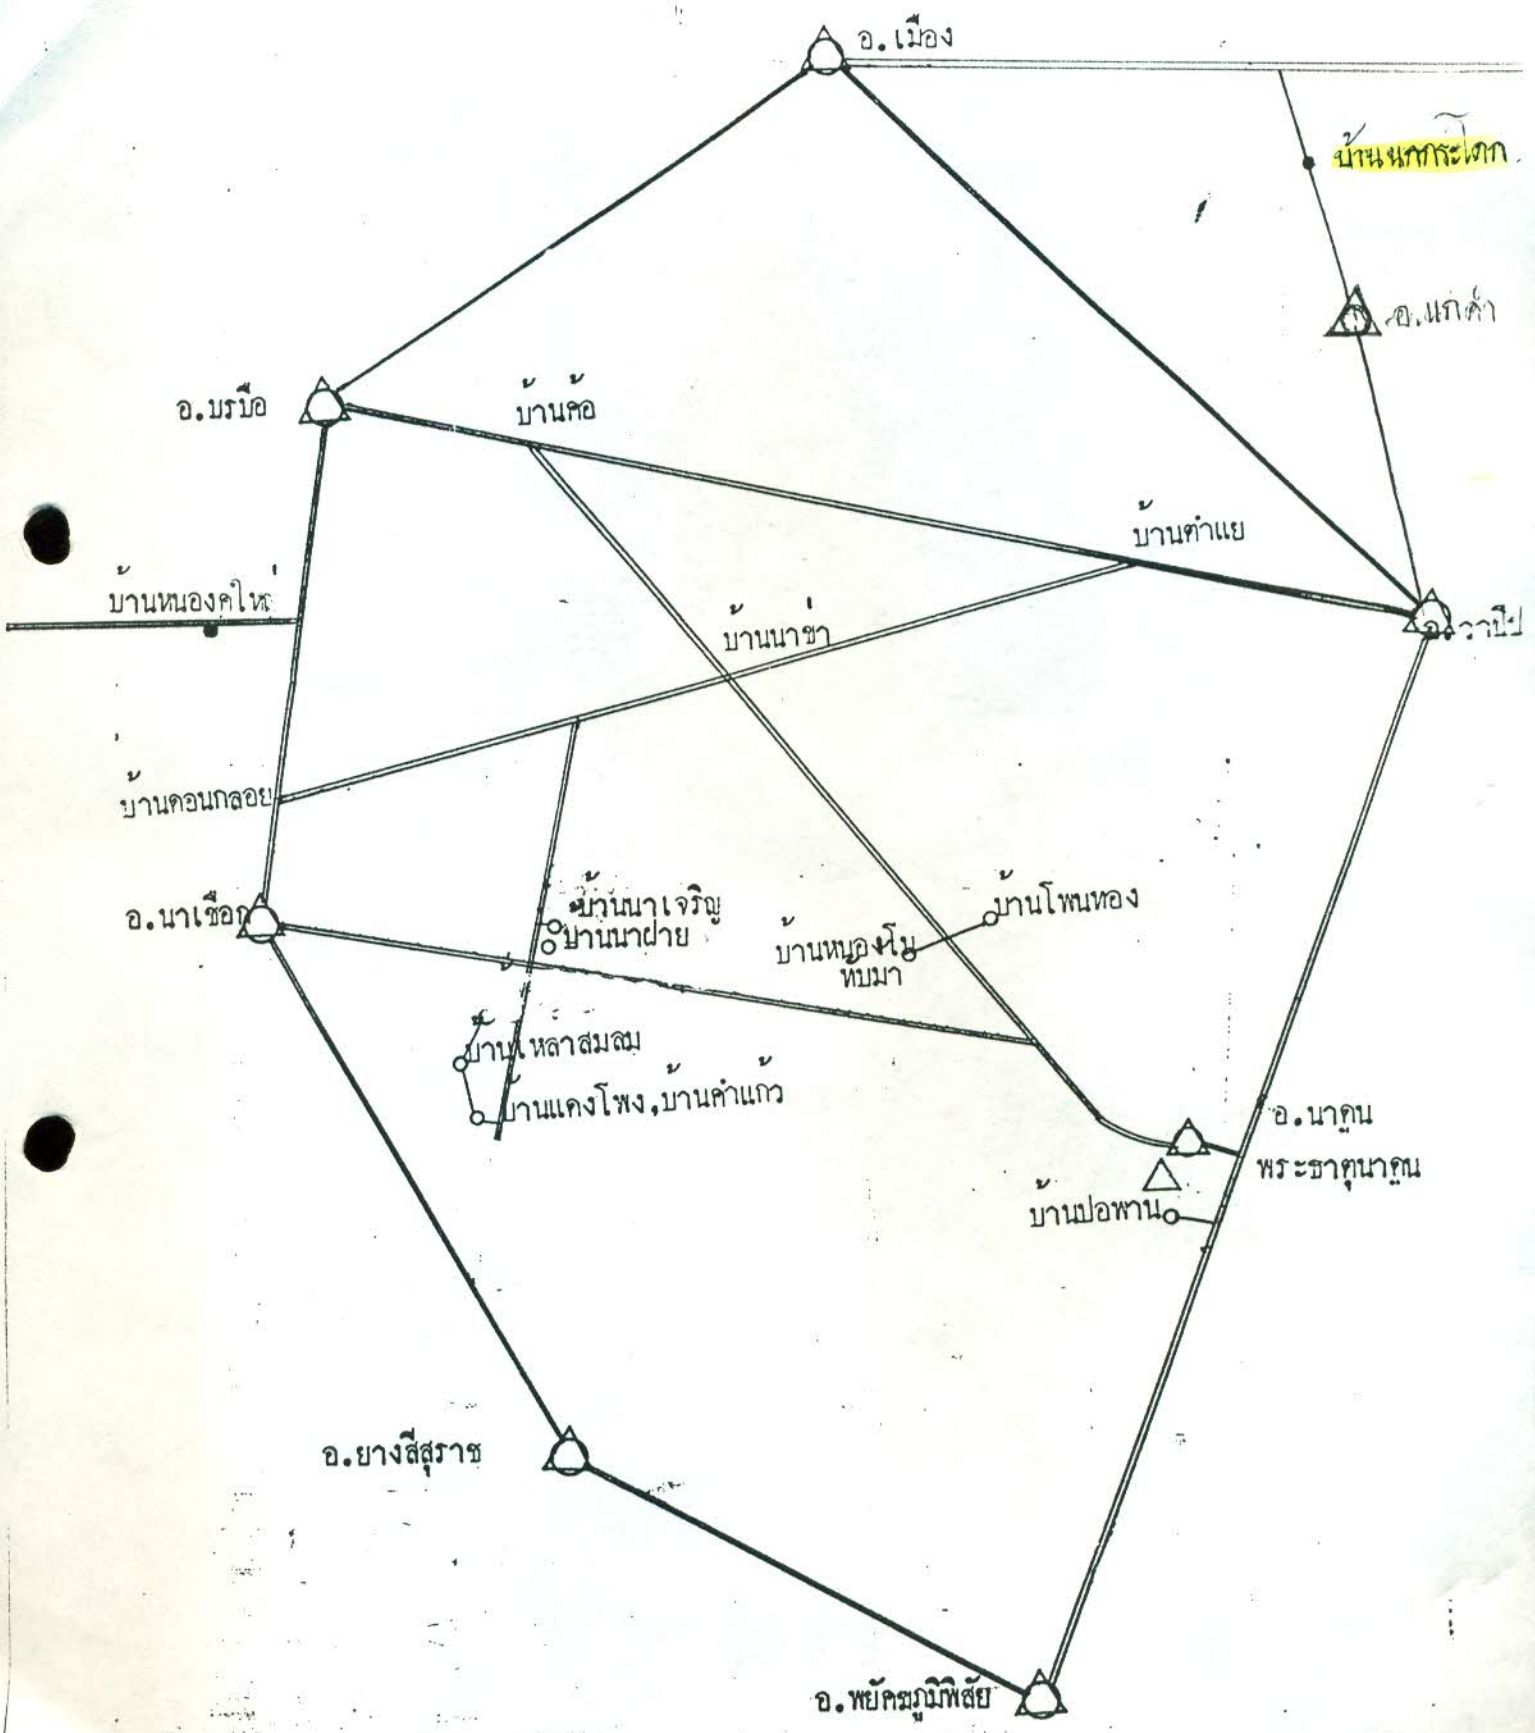 อ.เมือง
บ้านนกกระโดก
อ.แกดำ
อ.บรบือ
บ้านค้อ
บ้านตำแย
บ้านหนองคูใหญ่
บ้านนาข่า
อ.วาปีป
บ้านดอนกลอย
บ้านนาเจริญ
บ้านโพนทอง
อ.นาเชือก
บ้านนาฝาย
บ้านหนองโน
ทับม้า
บ้านเหล่าสมลม
บ้านแดงโพง,บ้านคำแก้ว
อ.นาดูน
พระธาตุนาดูน
บ้านปอพาน
อ.ยางสีสุราช
อ.พยัคฆภูมิพิสัย